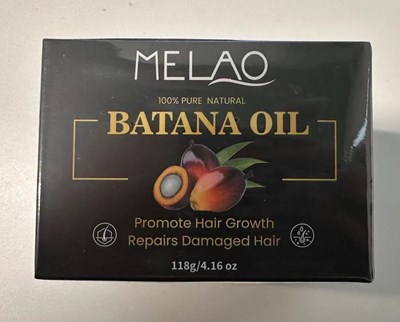 MELAO
100% PURE NATURAL
BATANA OIL
Promote Hair Growth
Repairs Damaged Hair
118g/4.16 oz